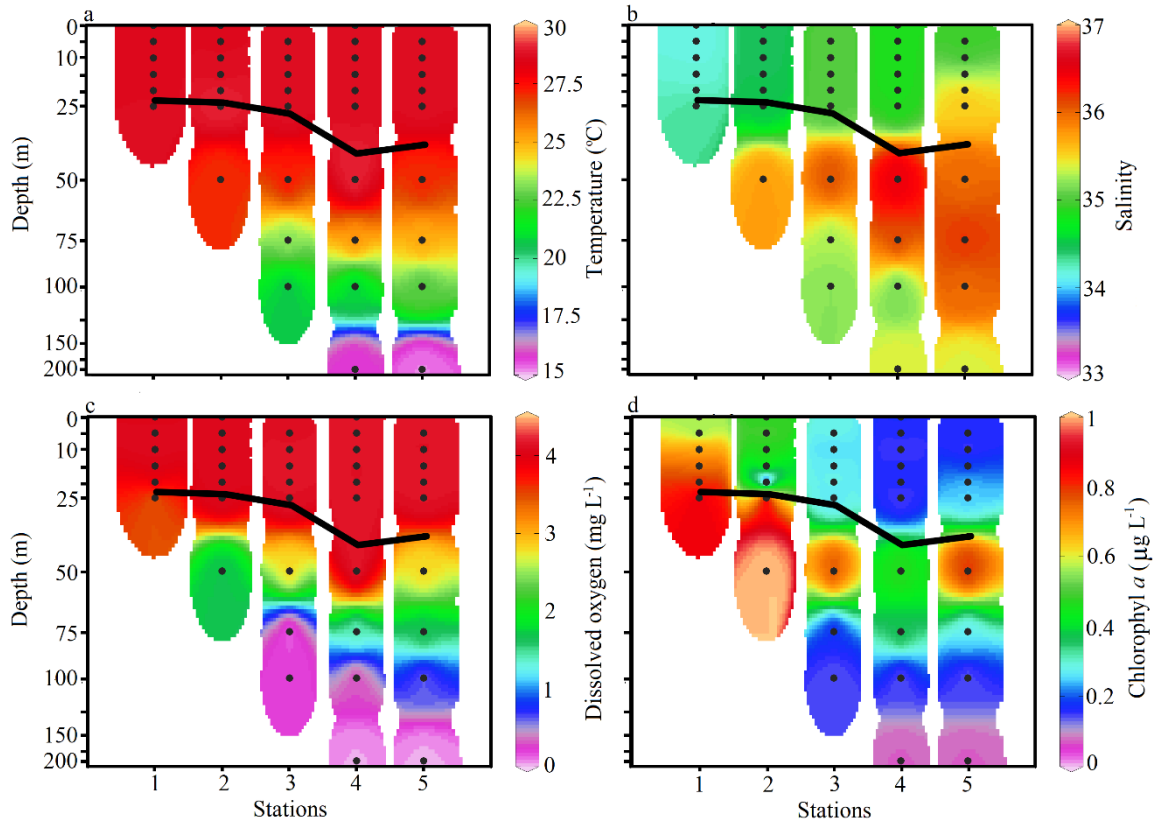 a
0
10
25
50
75
100
150
200
Depth (m)
30
27.5
25
22.5
20
17.5
15
Temperature (°C)
b
37
36
35
34
33
Salinity
c
0
10
25
50
75
100
150
200
Depth (m)
1 2 3 4 5
Stations
4
3
2
1
0
Dissolved oxygen (mg L-1)
d
1 2 3 4 5
Stations
1
0.8
0.6
0.4
0.2
0
Chlorophyl a (µg L-1)